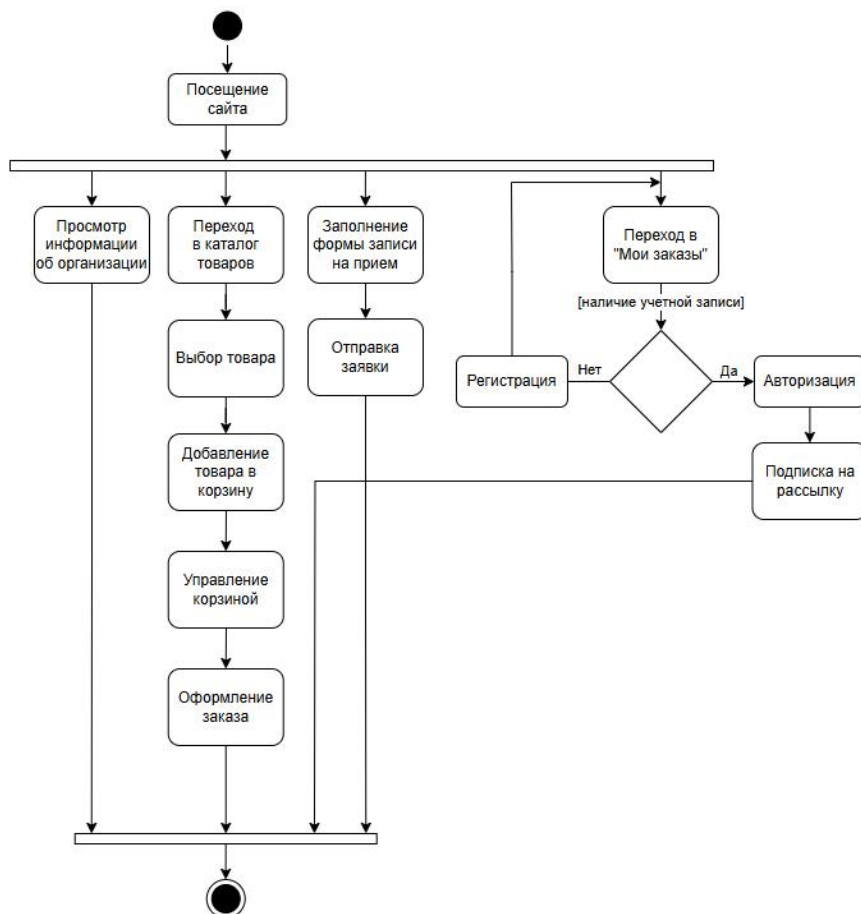 Посещение
сайта
Просмотр
информации
об организации
Переход
в каталог
товаров
Заполнение
формы записи
на прием
Переход в
"Мои заказы"
[наличие учетной записи]
Выбор товара
Отправка
заявки
Регистрация
Нет
Да
Авторизация
Добавление
товара в
корзину
Подписка на
рассылку
Управление
корзиной
Оформление
заказа